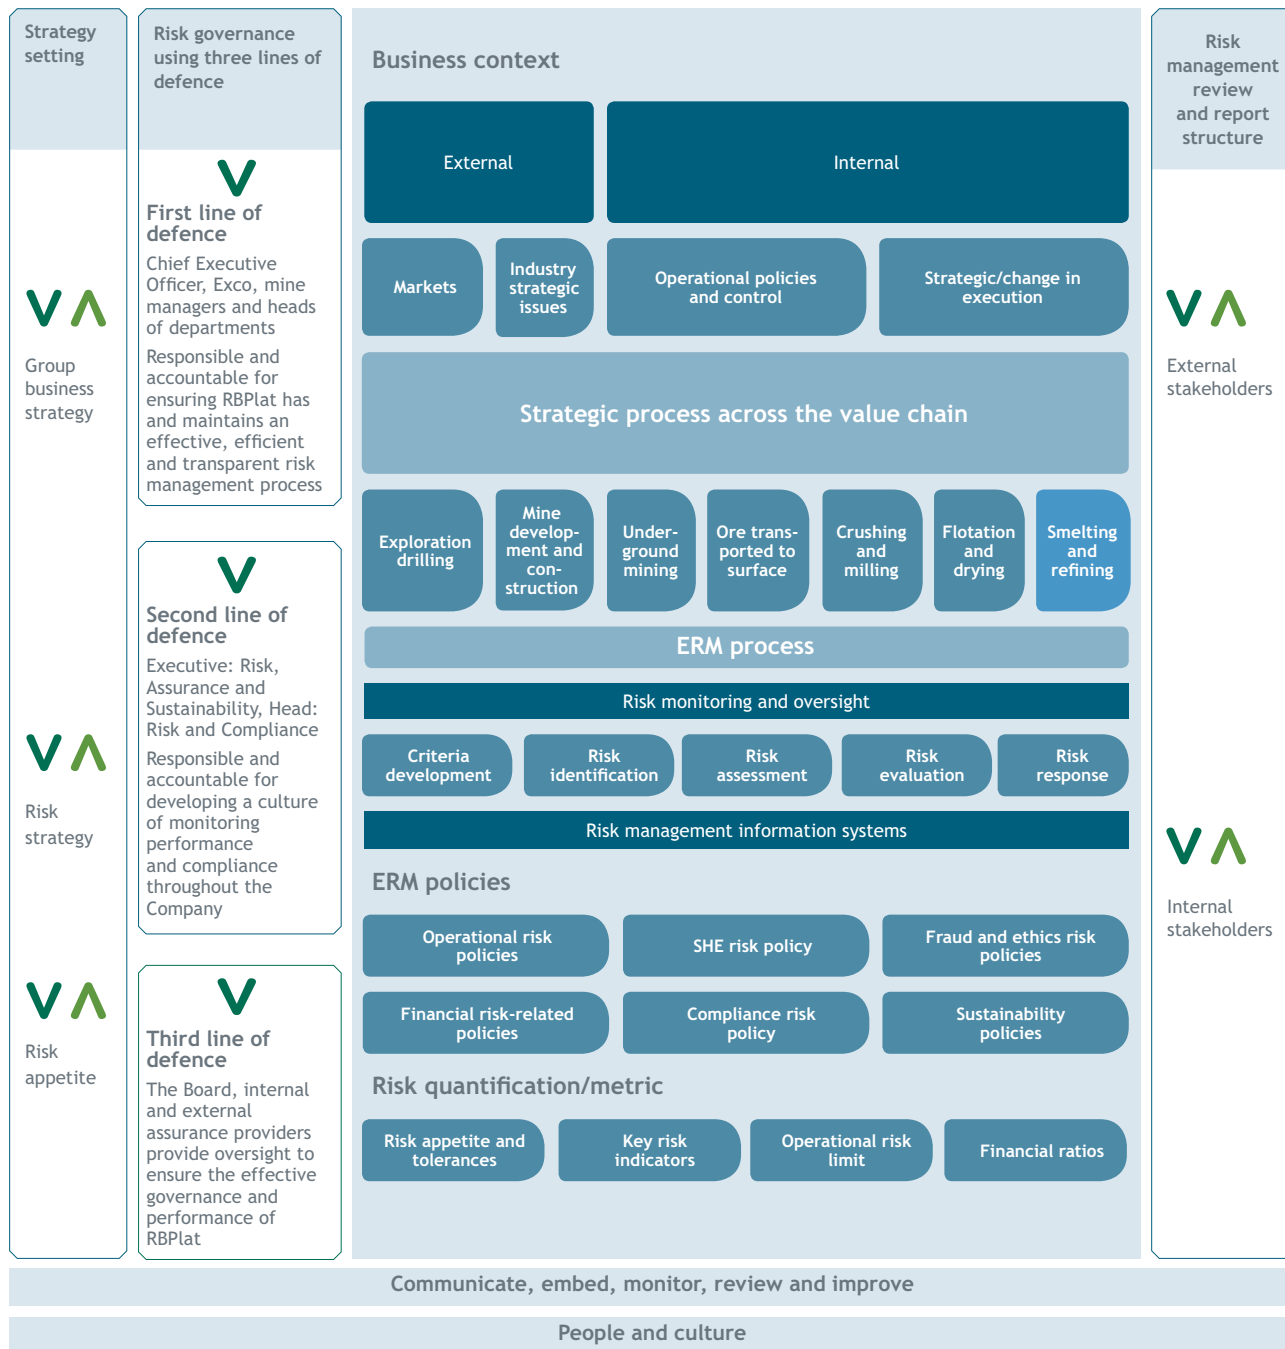 Strategy
setting
Group
business
strategy
Risk
strategy
Risk
appetite
Risk governance
using three lines of
defence
First line of
defence
Chief Executive
Officer, Exco, mine
managers and heads
of departments
Responsible and
accountable for
ensuring RBPlat has
and maintains an
effective, efficient
and transparent risk
management process
Second line of
defence
Executive: Risk,
Assurance and
Sustainability, Head:
Risk and Compliance
Responsible and
accountable for
developing a culture
of monitoring
performance
and compliance
throughout the
Company
Third line of
defence
The Board, internal
and external
assurance providers
provide oversight to
ensure the effective
governance and
performance of
RBPlat
Business context
External
Internal
Markets
Industry
strategic
issues
Operational policies
and control
Strategic/change in
execution
Strategic process across the value chain
Exploration
drilling
Mine
develop-
ment and
con-
struction
Under-
ground
mining
Ore trans-
ported to
surface
Crushing
and
milling
Flotation
and
drying
Smelting
and
refining
ERM process
Risk monitoring and oversight
Criteria
development
Risk
identification
Risk
assessment
Risk
evaluation
Risk
response
Risk management information systems
ERM policies
Operational risk
policies
SHE risk policy
Fraud and ethics risk
policies
Financial risk-related
policies
Compliance risk
policy
Sustainability
policies
Risk quantification/metric
Risk appetite and
tolerances
Key risk
indicators
Operational risk
limit
Financial ratios
Risk
management
review
and report
structure
External
stakeholders
Internal
stakeholders
Communicate, embed, monitor, review and improve
People and culture